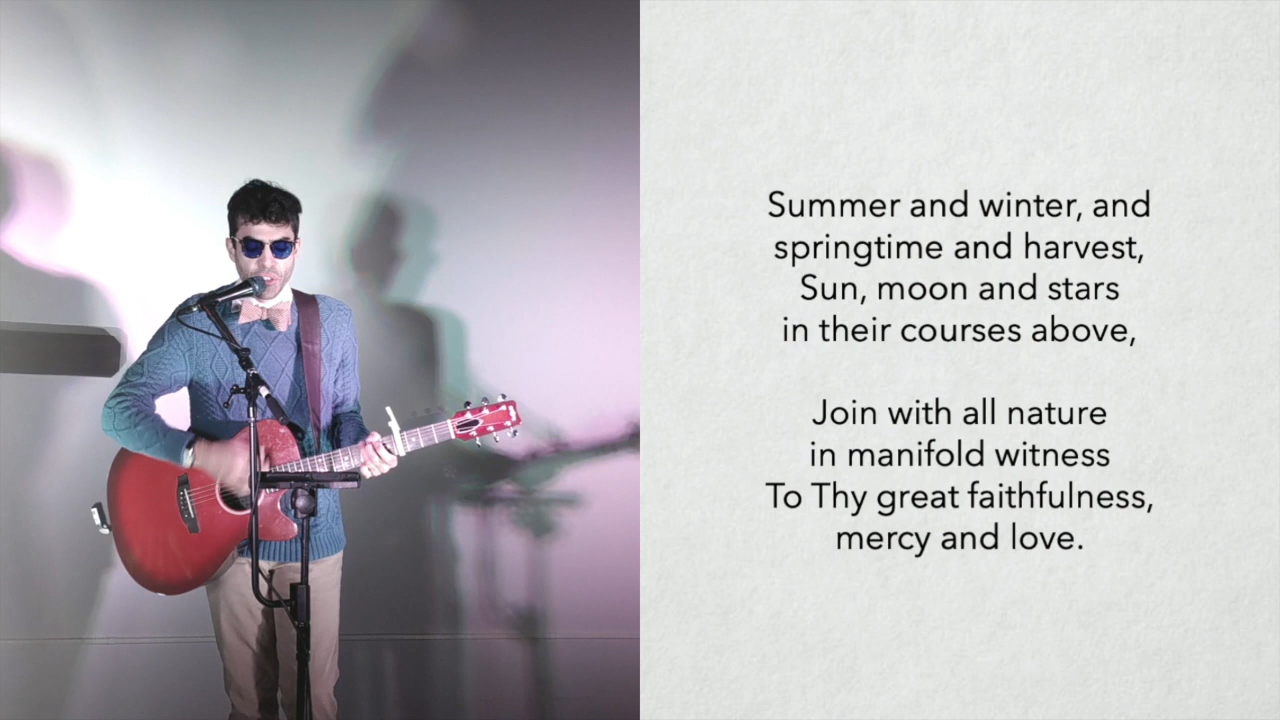 Summer and winter, and
springtime and harvest,
Sun, moon and stars
in their courses above,
Join with all nature
in manifold witness
To Thy great faithfulness,
mercy and love.